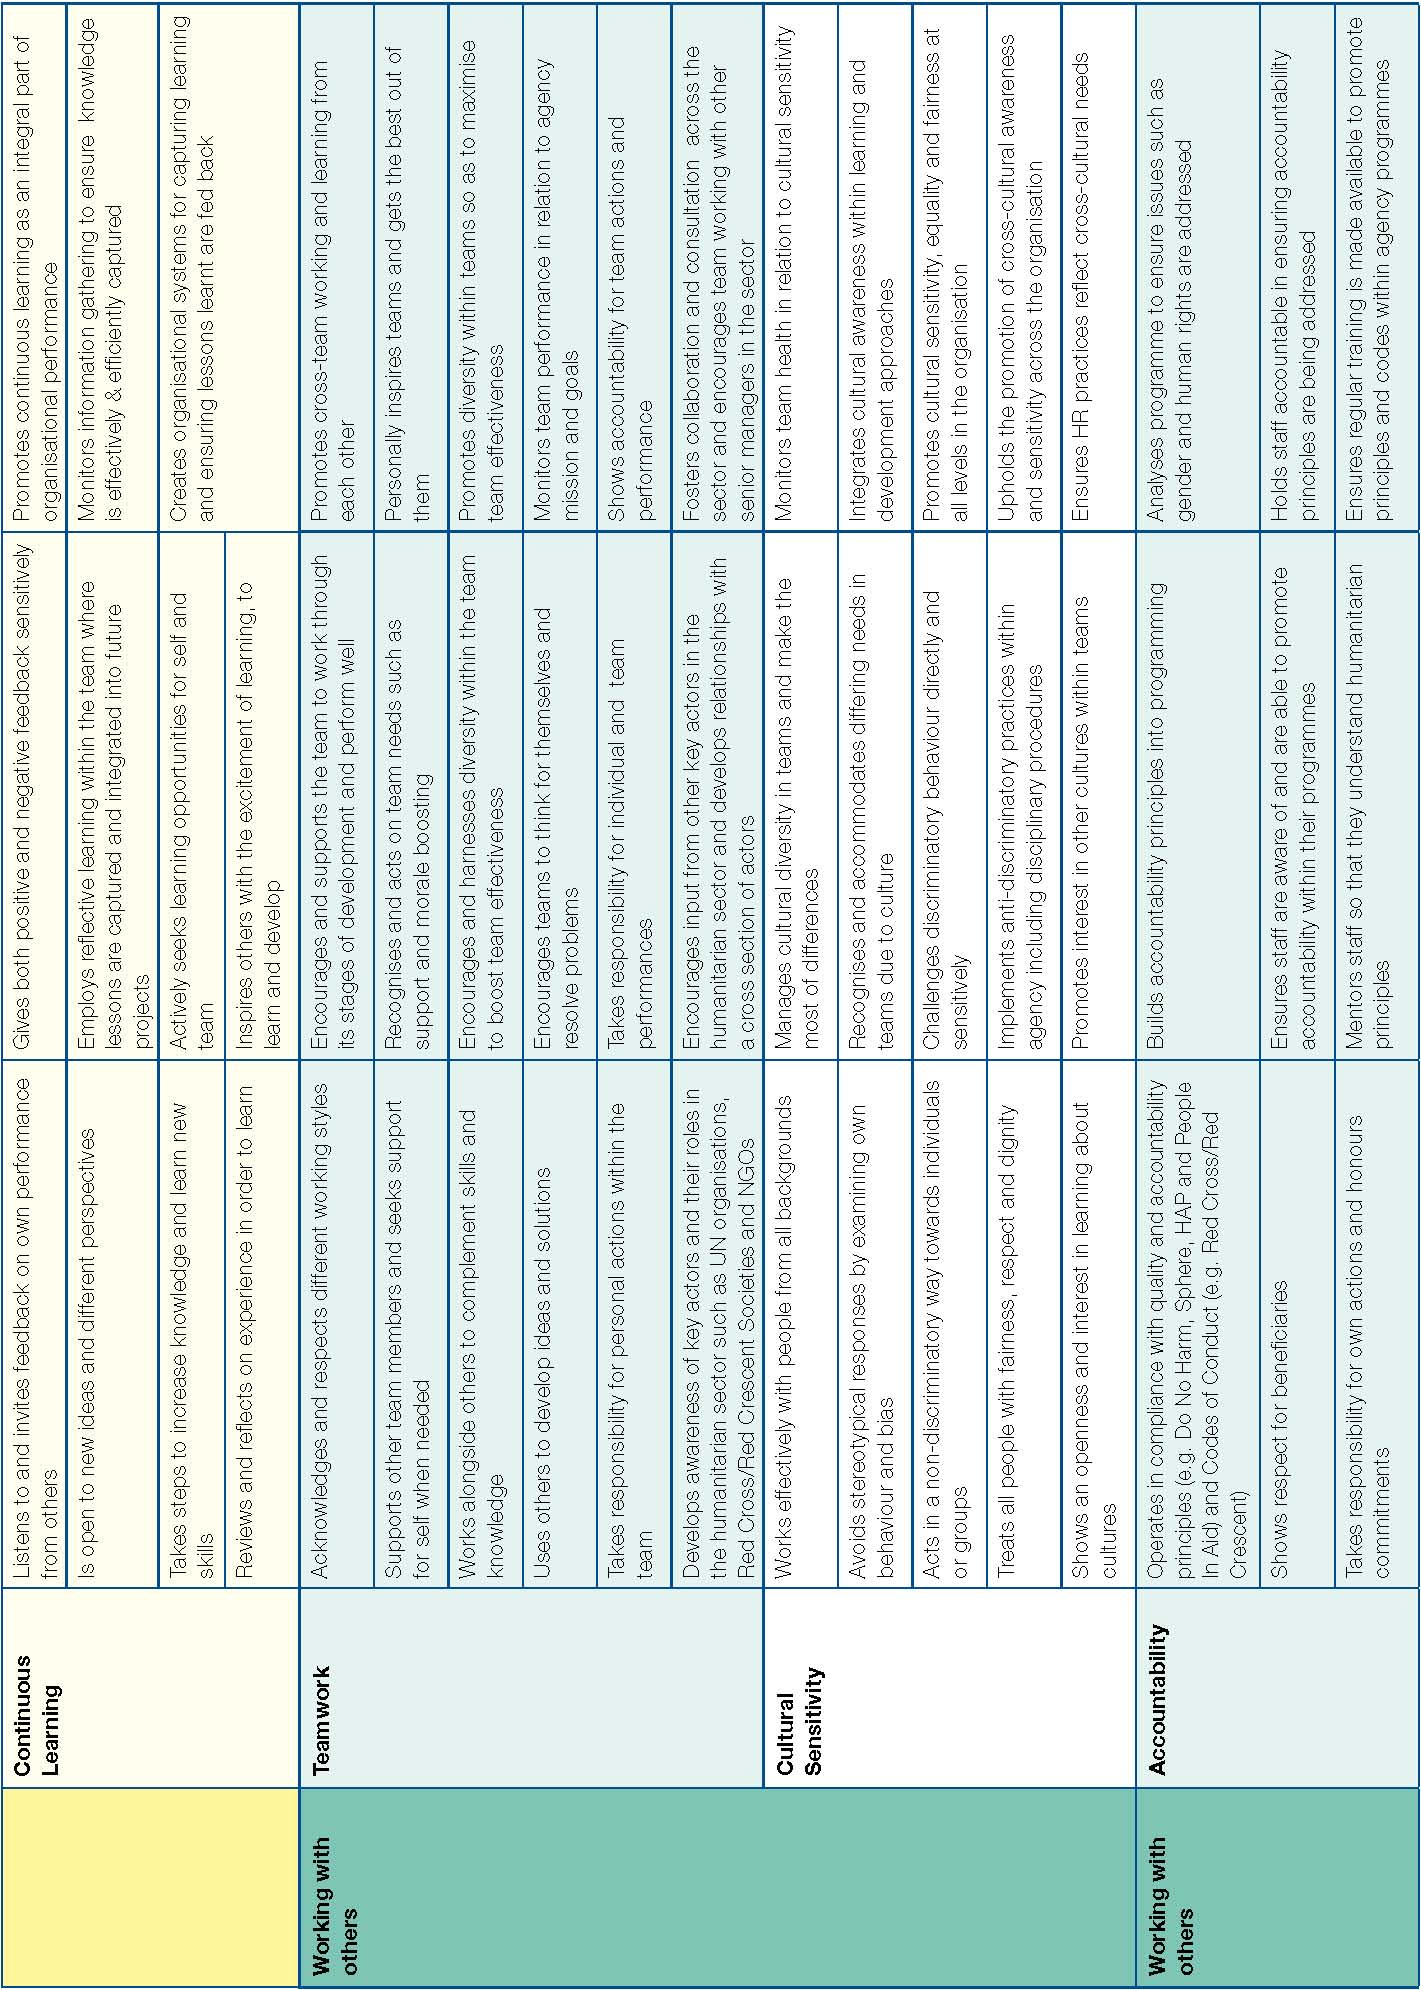 Continuous
Learning
Listens to and invites feedback on own performance
from others
Gives both positive and negative feedback sensitively
Promotes continuous learning as an integral part of
organisational performance
Is open to new ideas and different perspectives
Employs reflective learning within the team where
lessons are captured and integrated into future
projects
Monitors information gathering to ensure knowledge
is effectively & efficiently captured
Takes steps to increase knowledge and learn new
skills
Actively seeks learning opportunities for self and
team
Creates organisational systems for capturing learning
and ensuring lessons learnt are fed back
Reviews and reflects on experience in order to learn
Inspires others with the excitement of learning, to
learn and develop
Working with
others
Teamwork
Acknowledges and respects different working styles
Encourages and supports the team to work through
its stages of development and perform well
Promotes cross-team working and learning from
each other
Supports other team members and seeks support
for self when needed
Recognises and acts on team needs such as
support and morale boosting
Personally inspires teams and gets the best out of
them
Works alongside others to complement skills and
knowledge
Encourages and harnesses diversity within the team
to boost team effectiveness
Promotes diversity within teams so as to maximise
team effectiveness
Uses others to develop ideas and solutions
Encourages teams to think for themselves and
resolve problems
Monitors team performance in relation to agency
mission and goals
Takes responsibility for personal actions within the
team
Takes responsibility for individual and team
performances
Shows accountability for team actions and
performance
Develops awareness of key actors and their roles in
the humanitarian sector such as UN organisations,
Red Cross/Red Crescent Societies and NGOs
Encourages input from other key actors in the
humanitarian sector and develops relationships with
a cross section of actors
Fosters collaboration and consultation across the
sector and encourages team working with other
senior managers in the sector
Cultural
Sensitivity
Works effectively with people from all backgrounds
Manages cultural diversity in teams and make the
most of differences
Monitors team health in relation to cultural sensitivity
Avoids stereotypical responses by examining own
behaviour and bias
Recognises and accommodates differing needs in
teams due to culture
Integrates cultural awareness within learning and
development approaches
Acts in a non-discriminatory way towards individuals
or groups
Challenges discriminatory behaviour directly and
sensitively
Promotes cultural sensitivity, equality and fairness at
all levels in the organisation
Treats all people with fairness, respect and dignity
Implements anti-discriminatory practices within
agency including disciplinary procedures
Upholds the promotion of cross-cultural awareness
and sensitivity across the organisation
Shows an openness and interest in learning about
cultures
Promotes interest in other cultures within teams
Ensures HR practices reflect cross-cultural needs
Working with
others
Accountability
Operates in compliance with quality and accountability
principles (e.g. Do No Harm, Sphere, HAP and People
In Aid) and Codes of Conduct (e.g. Red Cross/Red
Crescent)
Builds accountability principles into programming
Analyses programme to ensure issues such as
gender and human rights are addressed
Shows respect for beneficiaries
Ensures staff are aware of and are able to promote
accountability within their programmes
Holds staff accountable in ensuring accountability
principles are being addressed
Takes responsibility for own actions and honours
commitments
Mentors staff so that they understand humanitarian
principles
Ensures regular training is made available to promote
principles and codes within agency programmes